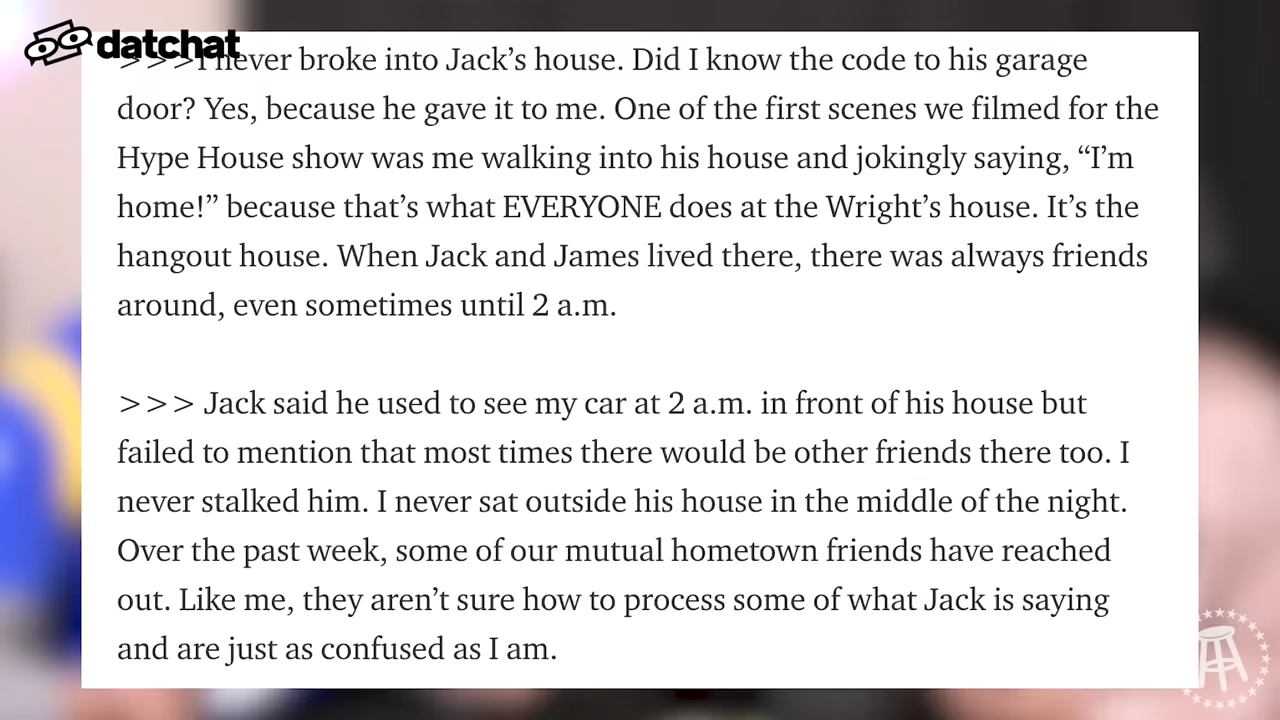 datchat
>>>I never broke into Jack’s house. Did I know the code to his garage
door? Yes, because he gave it to me. One of the first scenes we filmed for the
Hype House show was me walking into his house and jokingly saying, “I’m
home!” because that’s what EVERYONE does at the Wright’s house. It’s the
hangout house. When Jack and James lived there, there was always friends
around, even sometimes until 2 a.m.
>>> Jack said he used to see my car at 2 a.m. in front of his house but
failed to mention that most times there would be other friends there too. I
never stalked him. I never sat outside his house in the middle of the night.
Over the past week, some of our mutual hometown friends have reached
out. Like me, they aren’t sure how to process some of what Jack is saying
and are just as confused as I am.